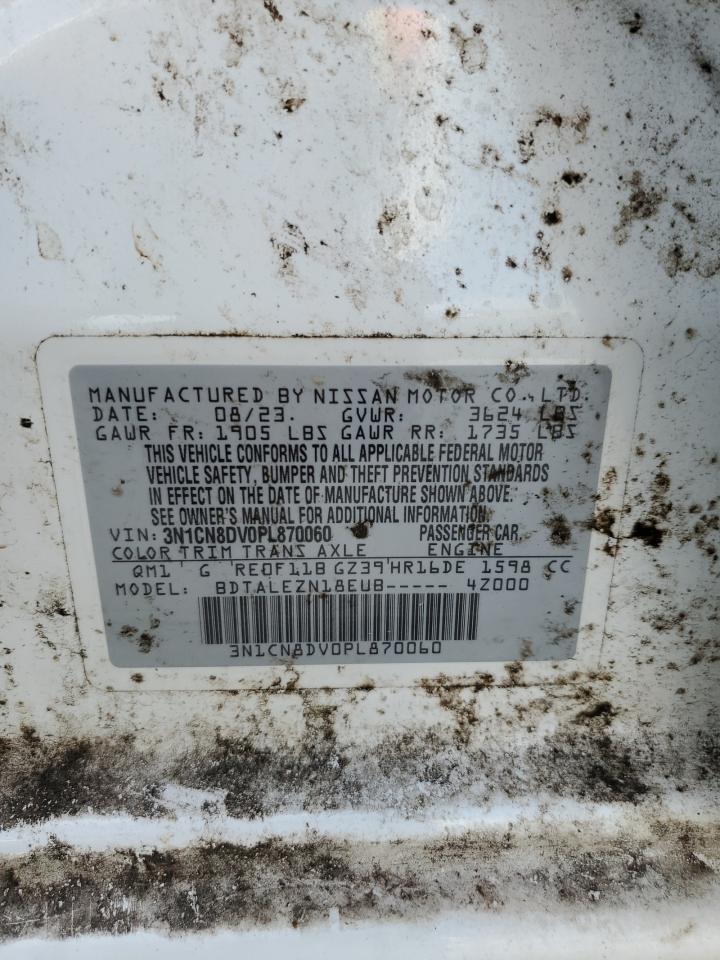 MANUFACTURED BY NISSAN MOTOR CO., LTD.
DATE: 08/23. GVWR: 3624 LBS
GAWR FR: 1905 LBS GAWR RR: 1735 LBS
THIS VEHICLE CONFORMS TO ALL APPLICABLE FEDERAL MOTOR
VEHICLE SAFETY, BUMPER AND THEFT PREVENTION STANDARDS
IN EFFECT ON THE DATE OF MANUFACTURE SHOWN ABOVE.
SEE OWNER'S MANUAL FOR ADDITIONAL INFORMATION.
VIN: 3N1CN8DV0PL870060 PASSENGER CAR
COLOR TRIM TRANS AXLE ENGINE
QM1 G RE0F11B GZ39 HR16DE 1598 CC
MODEL: BDTALEZN18EUB----- 4Z000
3N1CN8DV0PL870060